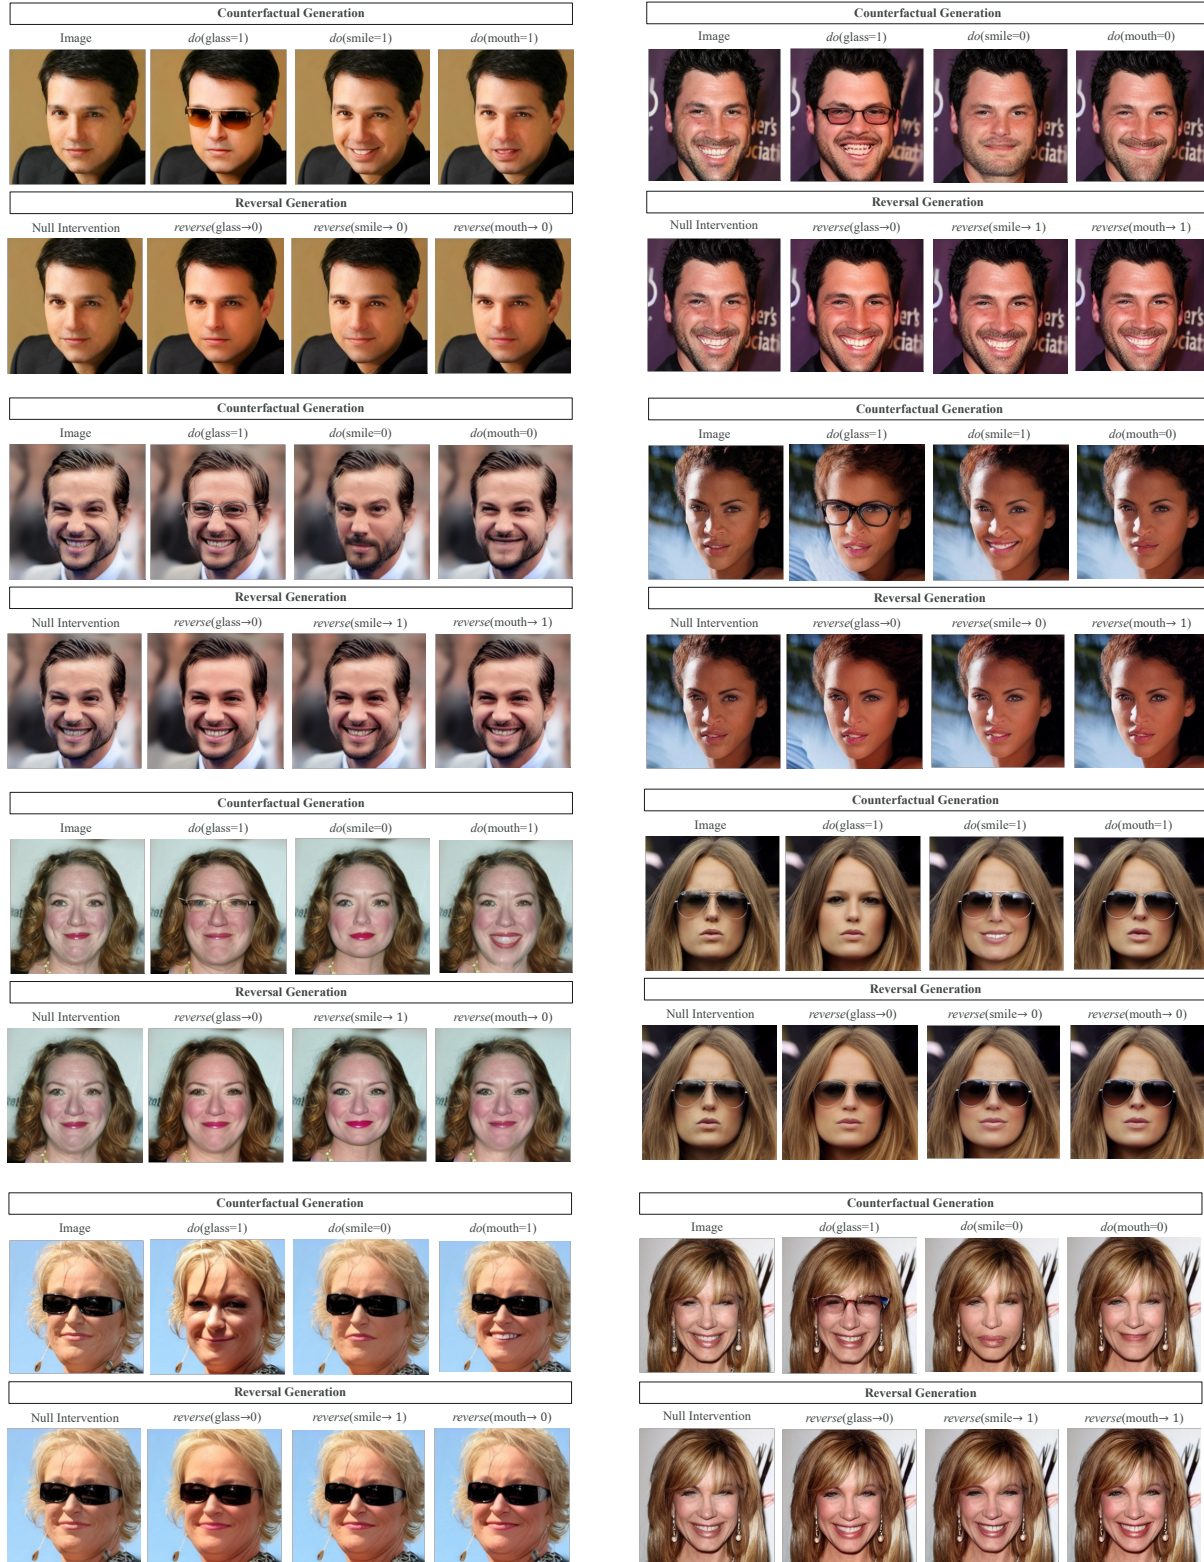 Counterfactual Generation
Image do(glass=1) do(smile=1) do(mouth=1)
Reversal Generation
Null Intervention reverse(glass→0) reverse(smile→ 0) reverse(mouth→ 0)
Counterfactual Generation
Image do(glass=1) do(smile=0) do(mouth=0)
Reversal Generation
Null Intervention reverse(glass→0) reverse(smile→ 1) reverse(mouth→ 1)
Counterfactual Generation
Image do(glass=1) do(smile=0) do(mouth=0)
Reversal Generation
Null Intervention reverse(glass→0) reverse(smile→ 1) reverse(mouth→ 1)
Counterfactual Generation
Image do(glass=1) do(smile=1) do(mouth=0)
Reversal Generation
Null Intervention reverse(glass→0) reverse(smile→ 0) reverse(mouth→ 1)
Counterfactual Generation
Image do(glass=1) do(smile=0) do(mouth=1)
Reversal Generation
Null Intervention reverse(glass→0) reverse(smile→ 1) reverse(mouth→ 0)
Counterfactual Generation
Image do(glass=1) do(smile=1) do(mouth=1)
Reversal Generation
Null Intervention reverse(glass→0) reverse(smile→ 0) reverse(mouth→ 0)
Counterfactual Generation
Image do(glass=1) do(smile=0) do(mouth=1)
Reversal Generation
Null Intervention reverse(glass→0) reverse(smile→ 1) reverse(mouth→ 0)
Counterfactual Generation
Image do(glass=1) do(smile=0) do(mouth=0)
Reversal Generation
Null Intervention reverse(glass→0) reverse(smile→ 1) reverse(mouth→ 1)